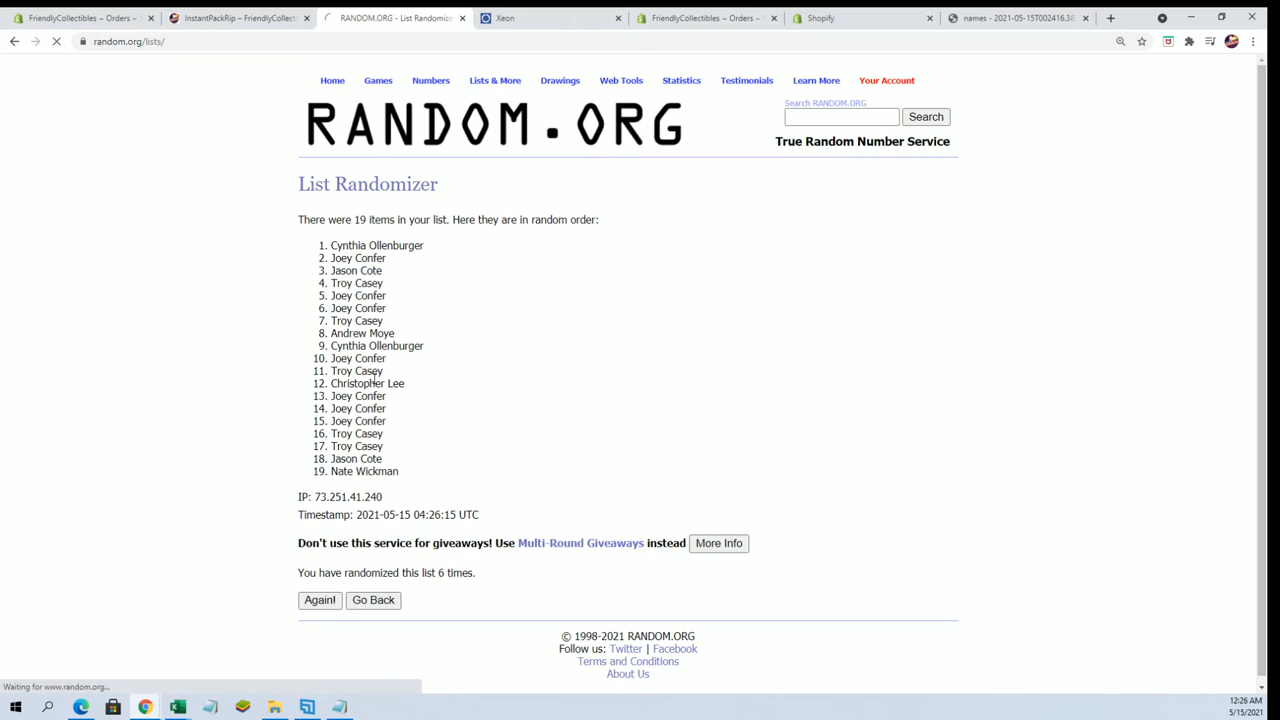 FriendlyCollectibles ~ Orders ~ InstantPackRip ~ FriendlyCollecti RANDOM.ORG - List Randomize Xeon FriendlyCollectibles ~ Orders ~ Shopify names - 2021-05-15T002416.38
random.org/lists/
Home Games Numbers Lists & More Drawings Web Tools Statistics Testimonials Learn More Your Account
RANDOM.ORG
Search RANDOM.ORG
Search
True Random Number Service
List Randomizer
There were 19 items in your list. Here they are in random order:
1. Cynthia Ollenburger
2. Joey Confer
3. Jason Cote
4. Troy Casey
5. Joey Confer
6. Joey Confer
7. Troy Casey
8. Andrew Moye
9. Cynthia Ollenburger
10. Joey Confer
11. Troy Casey
12. Christopher Lee
13. Joey Confer
14. Joey Confer
15. Joey Confer
16. Troy Casey
17. Troy Casey
18. Jason Cote
19. Nate Wickman
IP: 73.251.41.240
Timestamp: 2021-05-15 04:26:15 UTC
Don't use this service for giveaways! Use Multi-Round Giveaways instead More Info
You have randomized this list 6 times.
Again! Go Back
© 1998-2021 RANDOM.ORG
Follow us: Twitter | Facebook
Terms and Conditions
About Us
Waiting for www.random.org...
12:26 AM
5/15/2021